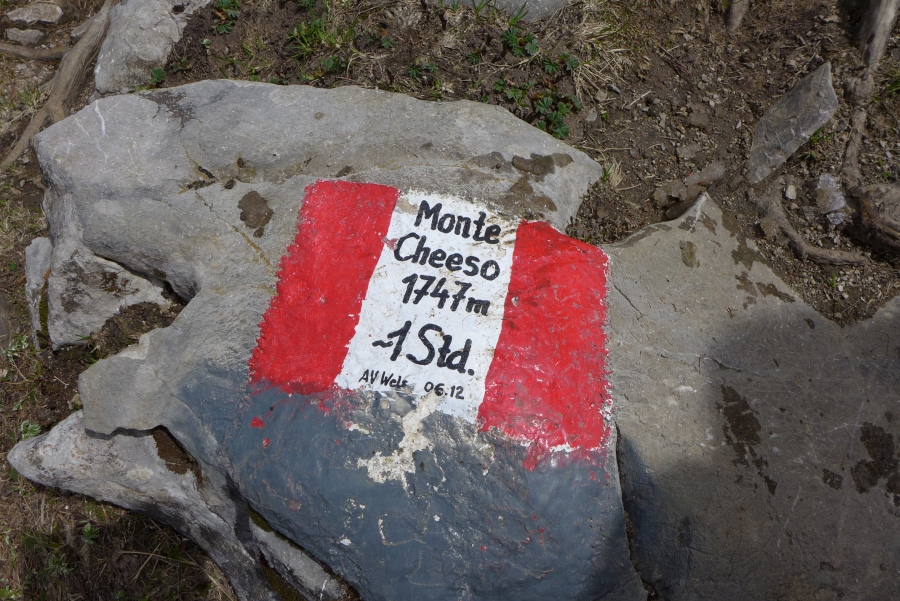 Monte
Cheeso
1747m
~1 Std.
AV Wels 06.12